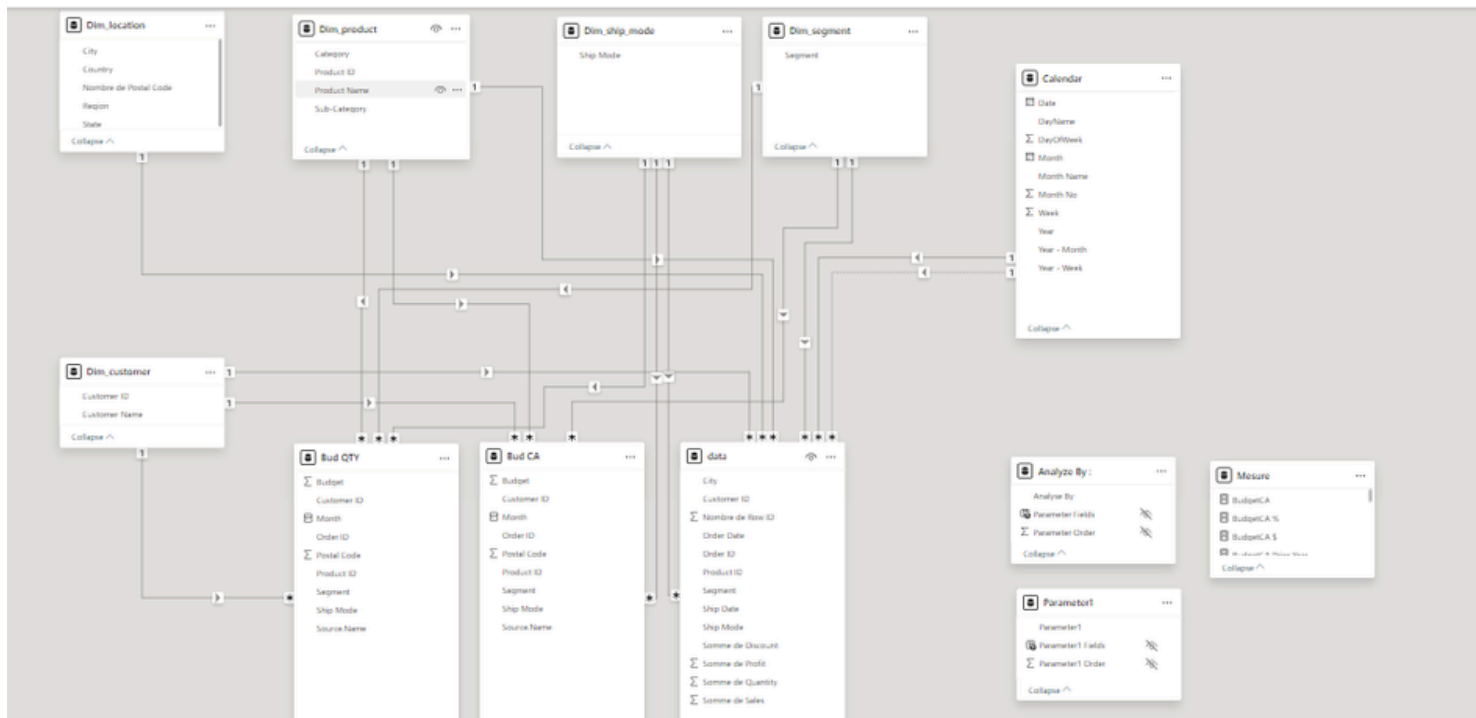 Dim_location
City
Country
Nombre de Postal Code
Region
State
Collapse
Dim_product
Category
Product ID
Product Name
Sub-Category
Collapse
Dim_ship_mode
Ship Mode
Collapse
Dim_segment
Segment
Collapse
Calendar
Date
DayName
DayOfWeek
Month
Month Name
Month No
Week
Year
Year - Month
Year - Week
Collapse
Dim_customer
Customer ID
Customer Name
Collapse
Bud QTY
Budget
Customer ID
Month
Order ID
Postal Code
Product ID
Segment
Ship Mode
Source.Name
Bud CA
Budget
Customer ID
Month
Order ID
Postal Code
Product ID
Segment
Ship Mode
Source.Name
data
City
Customer ID
Nombre de Row ID
Order Date
Order ID
Product ID
Segment
Ship Date
Ship Mode
Somme de Discount
Somme de Profit
Somme de Quantity
Somme de Sales
Analyze By :
Analyse By
Parameter Fields
Parameter Order
Collapse
Mesure
BudgetCA
BudgetCA %
BudgetCA $
Collapse
Parameter1
Parameter1
Parameter1 Fields
Parameter1 Order
Collapse